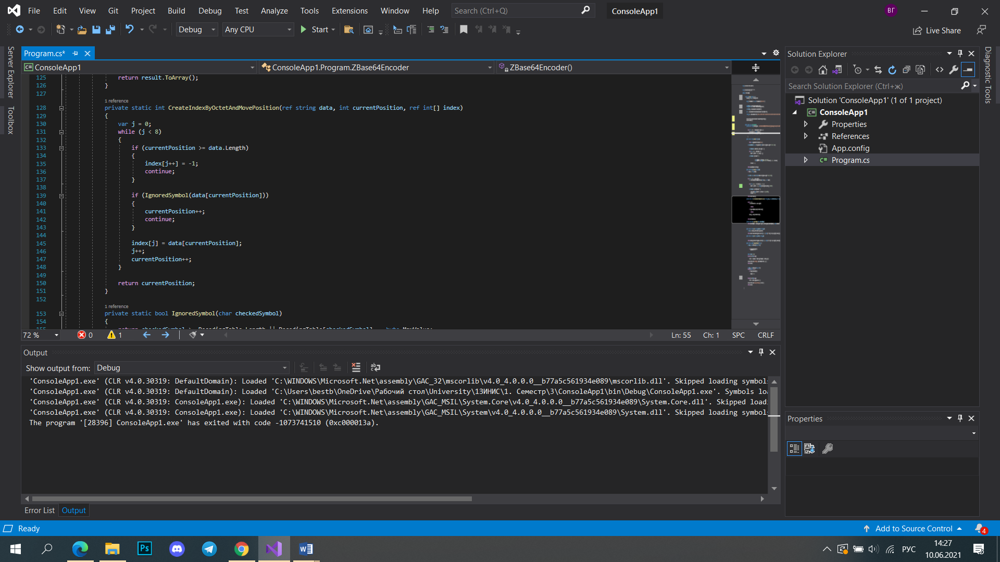 File Edit View Git Project Build Debug Test Analyze Tools Extensions Window Help Search (Ctrl+Q) ConsoleApp1 ВГ
Debug Any CPU Start Live Share
Server Explorer
Toolbox
Program.cs*
ConsoleApp1 ConsoleApp1.Program.ZBase64Encoder ZBase64Encoder()
125 return result.ToArray();
126 }
127
1 reference
128 private static int CreateIndexByOctetAndMovePosition(ref string data, int currentPosition, ref int[] index)
129 {
130 var j = 0;
131 while (j < 8)
132 {
133 if (currentPosition >= data.Length)
134 {
135 index[j++] = -1;
136 continue;
137 }
138
139 if (IgnoredSymbol(data[currentPosition]))
140 {
141 currentPosition++;
142 continue;
143 }
144
145 index[j] = data[currentPosition];
146 j++;
147 currentPosition++;
148 }
149
150 return currentPosition;
151 }
152
1 reference
153 private static bool IgnoredSymbol(char checkedSymbol)
154 {
72 % 0 1 Ln: 55 Ch: 1 SPC CRLF
Output
Show output from: Debug
'ConsoleApp1.exe' (CLR v4.0.30319: DefaultDomain): Loaded 'C:\WINDOWS\Microsoft.Net\assembly\GAC_32\mscorlib\v4.0_4.0.0.0__b77a5c561934e089\mscorlib.dll'. Skipped loading symbols
'ConsoleApp1.exe' (CLR v4.0.30319: DefaultDomain): Loaded 'C:\Users\bestb\OneDrive\Рабочий стол\University\1ЗИНИС\1. Семестр\3\ConsoleApp1\bin\Debug\ConsoleApp1.exe'. Symbols loa
'ConsoleApp1.exe' (CLR v4.0.30319: ConsoleApp1.exe): Loaded 'C:\WINDOWS\Microsoft.Net\assembly\GAC_MSIL\System.Core\v4.0_4.0.0.0__b77a5c561934e089\System.Core.dll'. Skipped loadi
'ConsoleApp1.exe' (CLR v4.0.30319: ConsoleApp1.exe): Loaded 'C:\WINDOWS\Microsoft.Net\assembly\GAC_MSIL\System\v4.0_4.0.0.0__b77a5c561934e089\System.dll'. Skipped loading symbols
The program '[28396] ConsoleApp1.exe' has exited with code -1073741510 (0xc000013a).
Error List Output
Solution Explorer
Search Solution Explorer (Ctrl+ж)
Solution 'ConsoleApp1' (1 of 1 project)
C# ConsoleApp1
Properties
References
App.config
C# Program.cs
Properties
Diagnostic Tools
Ready Add to Source Control 4
Ps W РУС 14:27
10.06.2021